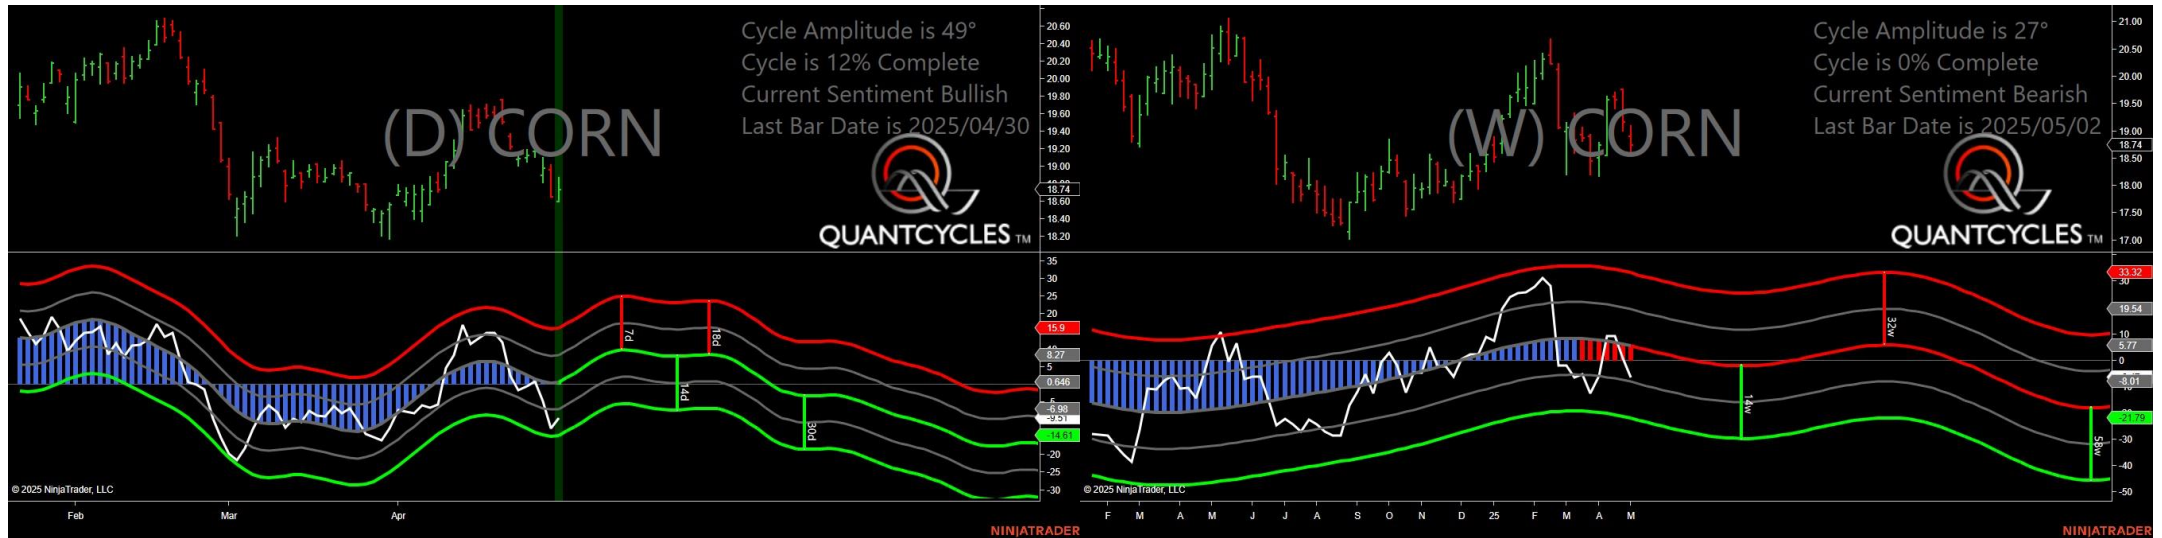 (D) CORN
Cycle Amplitude is 49°
Cycle is 12% Complete
Current Sentiment Bullish
Last Bar Date is 2025/04/30
QUANTCYCLES TM
20.60
20.40
20.20
20.00
19.80
19.60
19.40
19.20
19.00
18.74
18.60
18.40
18.20
35
30
25
20
15.9
8.27
5
0.646
-6.98
-9.51
-14.61
-20
-25
-30
7d
18d
14d
30d
© 2025 NinjaTrader, LLC
Feb
Mar
Apr
NINJATRADER
(W) CORN
Cycle Amplitude is 27°
Cycle is 0% Complete
Current Sentiment Bearish
Last Bar Date is 2025/05/02
QUANTCYCLES TM
21.00
20.50
20.00
19.50
19.00
18.74
18.50
18.00
17.50
17.00
33.32
30
19.54
10
5.77
0
-8.01
-21.79
-30
-40
-50
32w
14w
58w
© 2025 NinjaTrader, LLC
F M A M J J A S O N D 25 F M A M
NINJATRADER